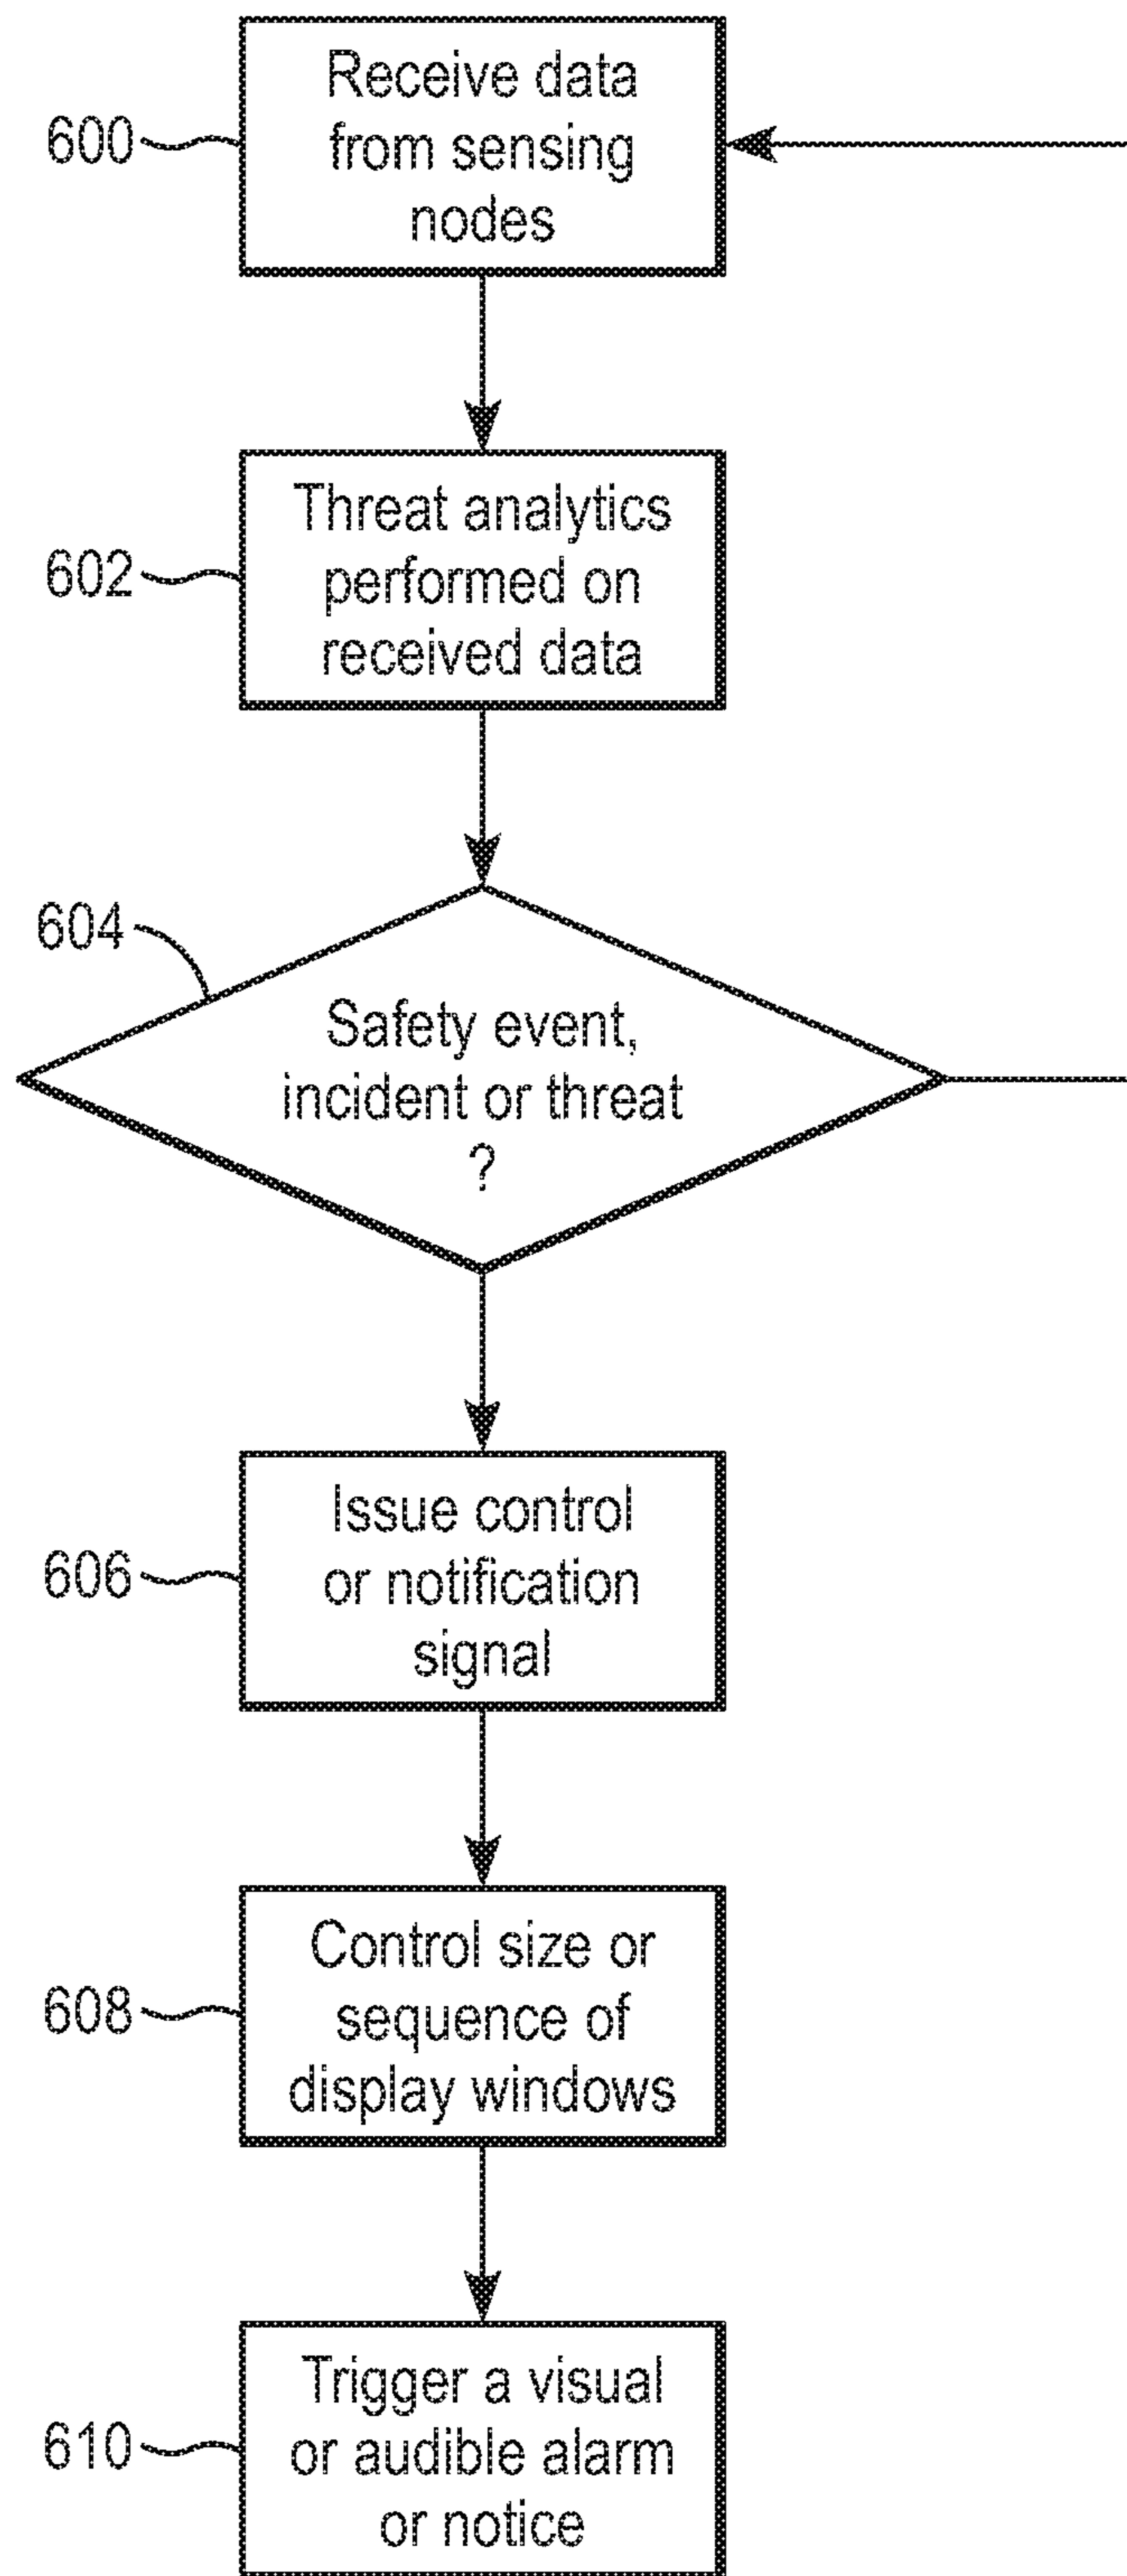 600
Receive data
from sensing
nodes
602
Threat analytics
performed on
received data
604
Safety event,
incident or threat
?
606
Issue control
or notification
signal
608
Control size or
sequence of
display windows
610
Trigger a visual
or audible alarm
or notice